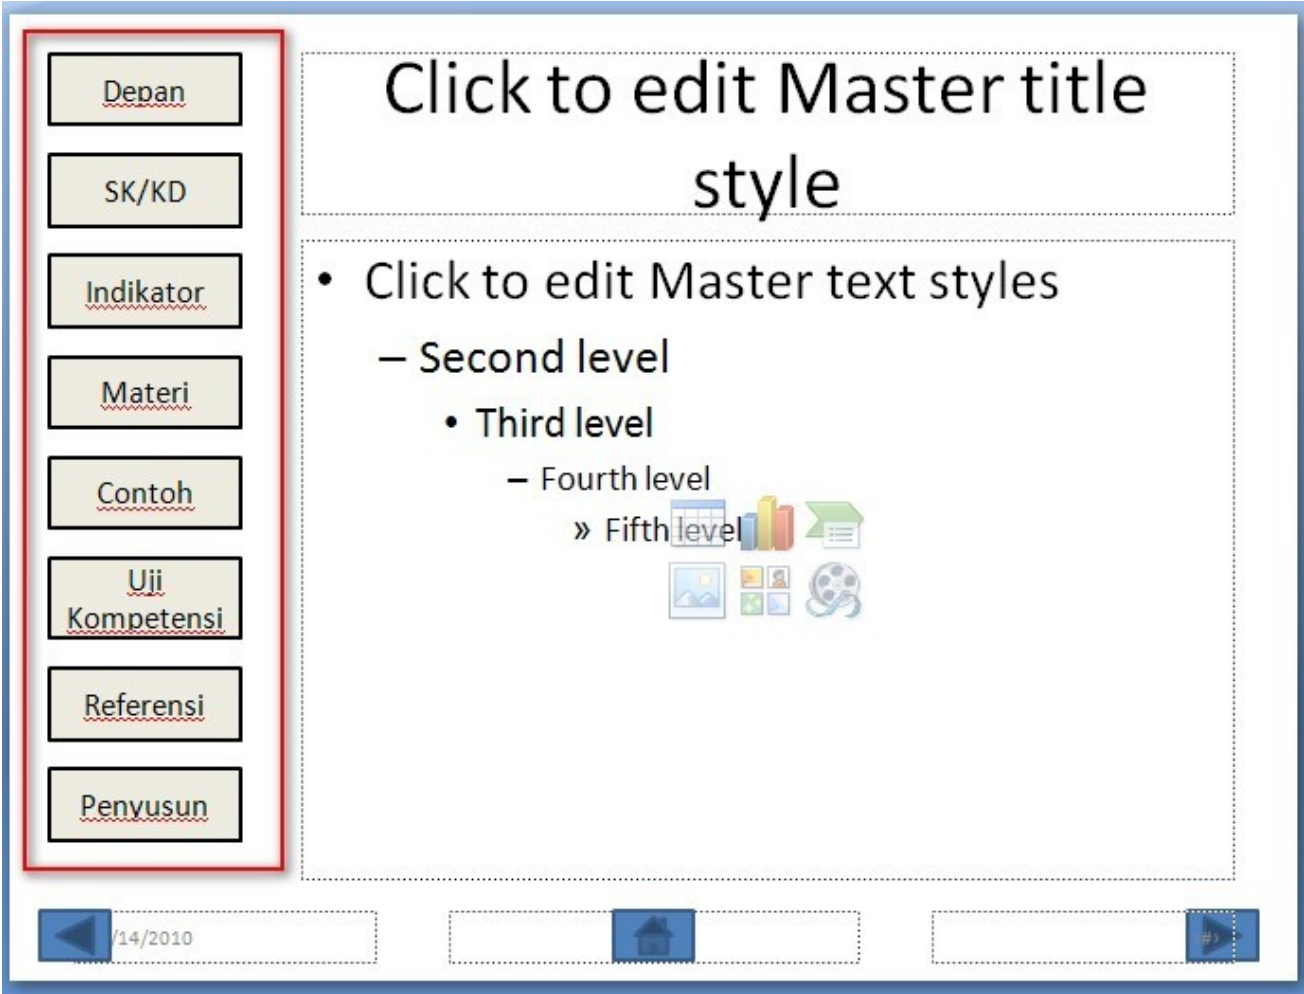 Depan
SK/KD
Indikator
Materi
Contoh
Uji
Kompetensi
Referensi
Penyusun
Click to edit Master title
style
• Click to edit Master text styles
– Second level
• Third level
– Fourth level
» Fifth level
/14/2010
‹#›